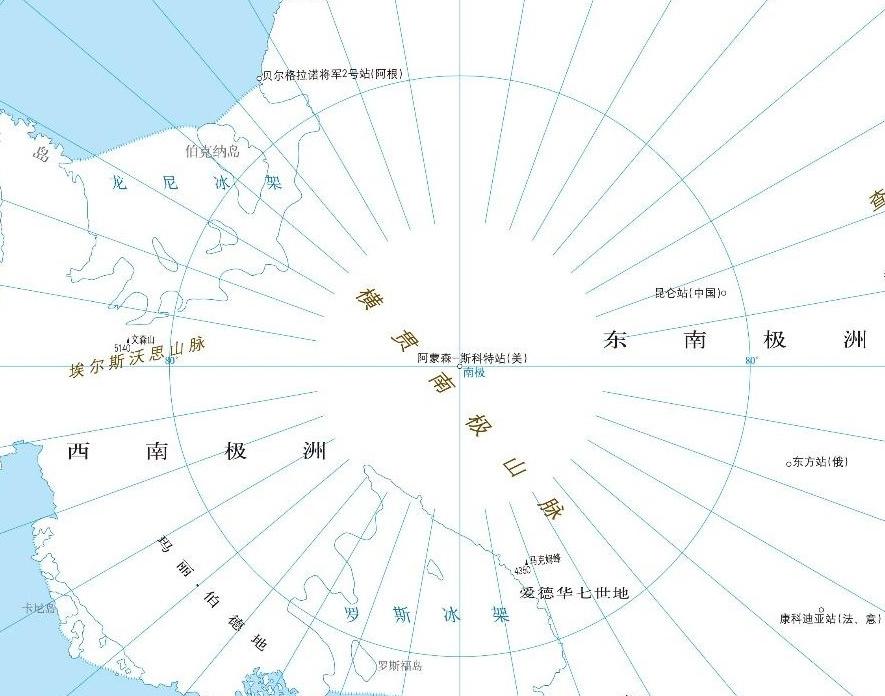 贝尔格拉诺将军2号站(阿根)
伯克纳岛
岛
龙尼冰架
查
昆仑站(中国)
横贯南极山脉
东南极洲
文森山
5140
埃尔斯沃思山脉
80°
阿蒙森-斯科特站(美)
南极
80°
西南极洲
东方站(俄)
玛丽·伯德地
马克姆峰
4350
爱德华七世地
卡尼岛
罗斯冰架
康科迪亚站(法、意)
罗斯福岛